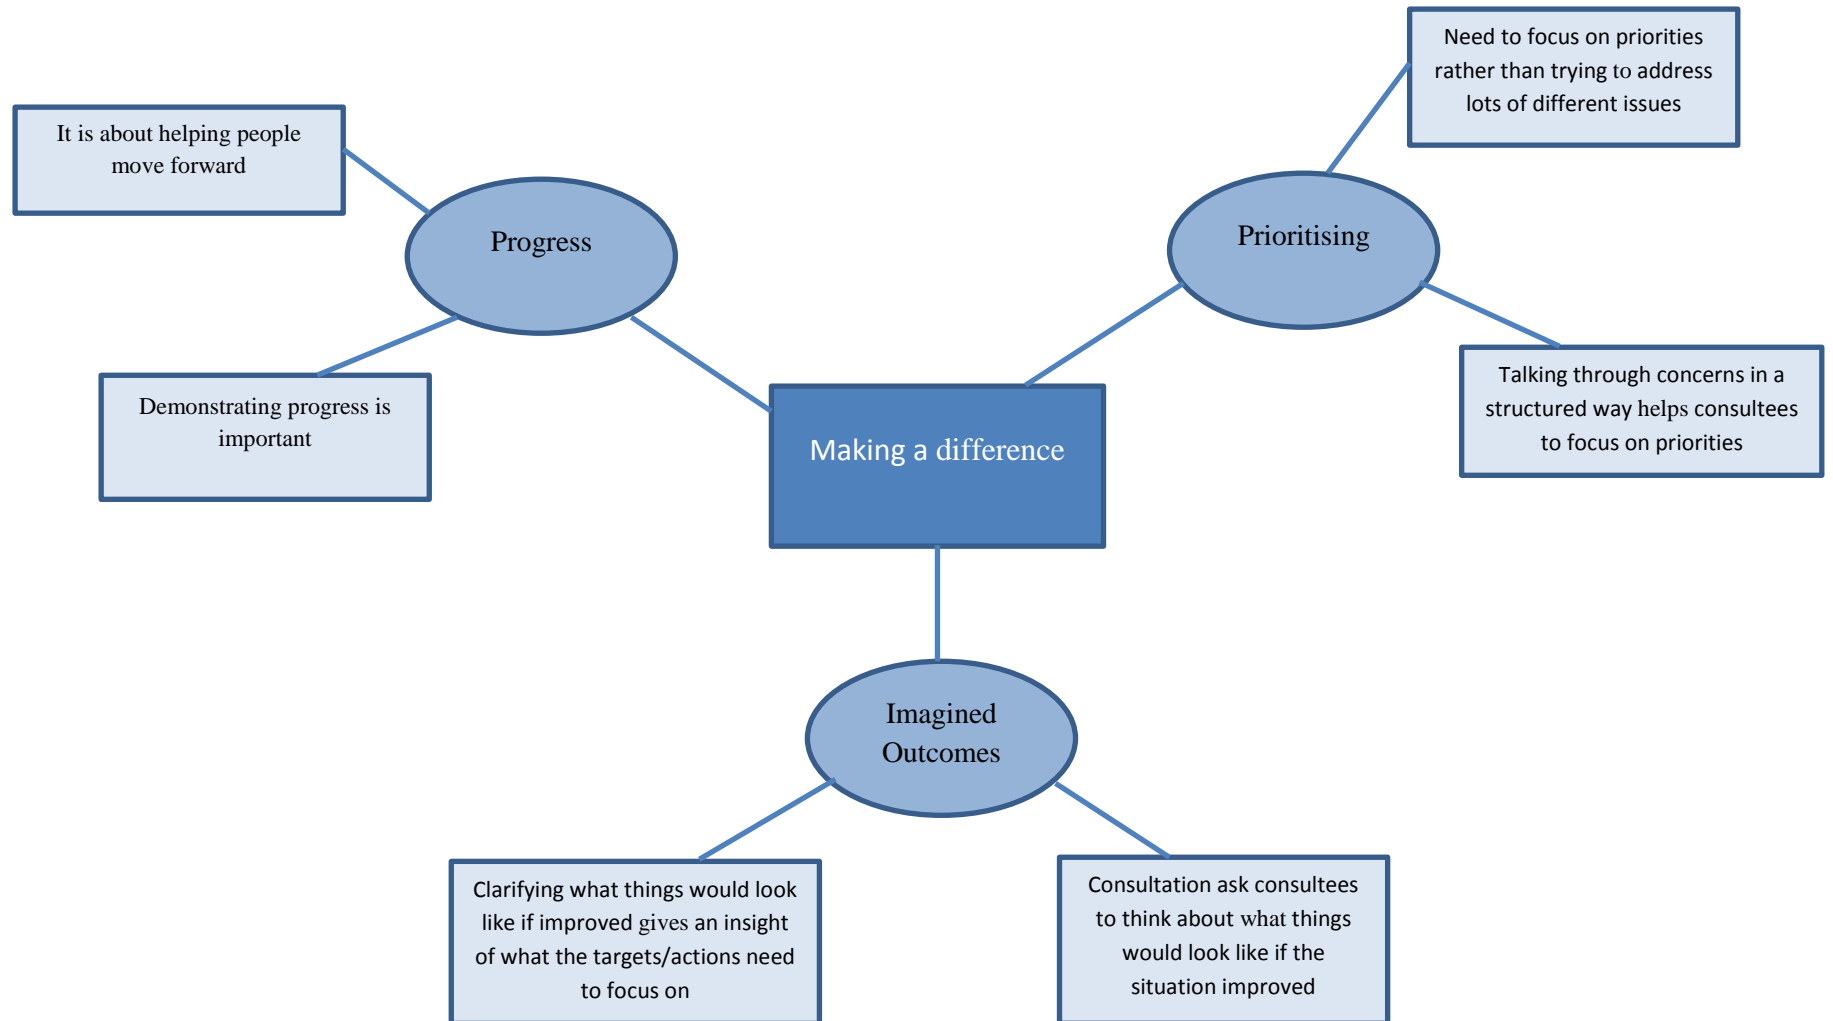 Need to focus on priorities
rather than trying to address
lots of different issues
It is about helping people
move forward
Progress
Prioritising
Demonstrating progress is
important
Talking through concerns in a
structured way helps consultees
to focus on priorities
Making a difference
Imagined
Outcomes
Clarifying what things would look
like if improved gives an insight
of what the targets/actions need
to focus on
Consultation ask consultees
to think about what things
would look like if the
situation improved